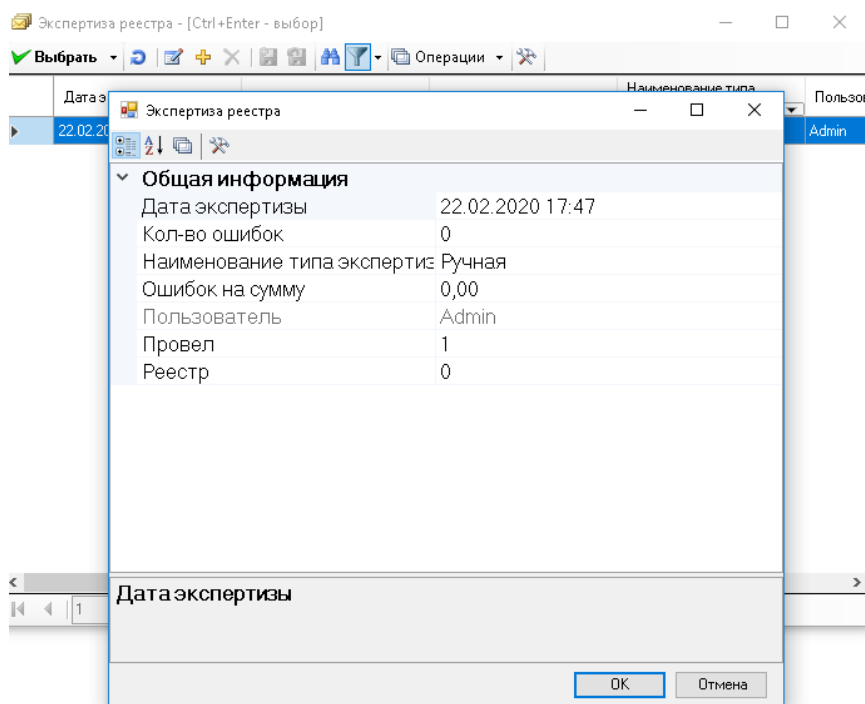 Экспертиза реестра - [Ctrl+Enter - выбор]
Выбрать Операции
Наименование типа
Дата э Пользов
22.02.20 Admin
Экспертиза реестра
Общая информация
Дата экспертизы 22.02.2020 17:47
Кол-во ошибок 0
Наименование типа экспертиз Ручная
Ошибок на сумму 0,00
Пользователь Admin
Провел 1
Реестр 0
Дата экспертизы
1
OK Отмена